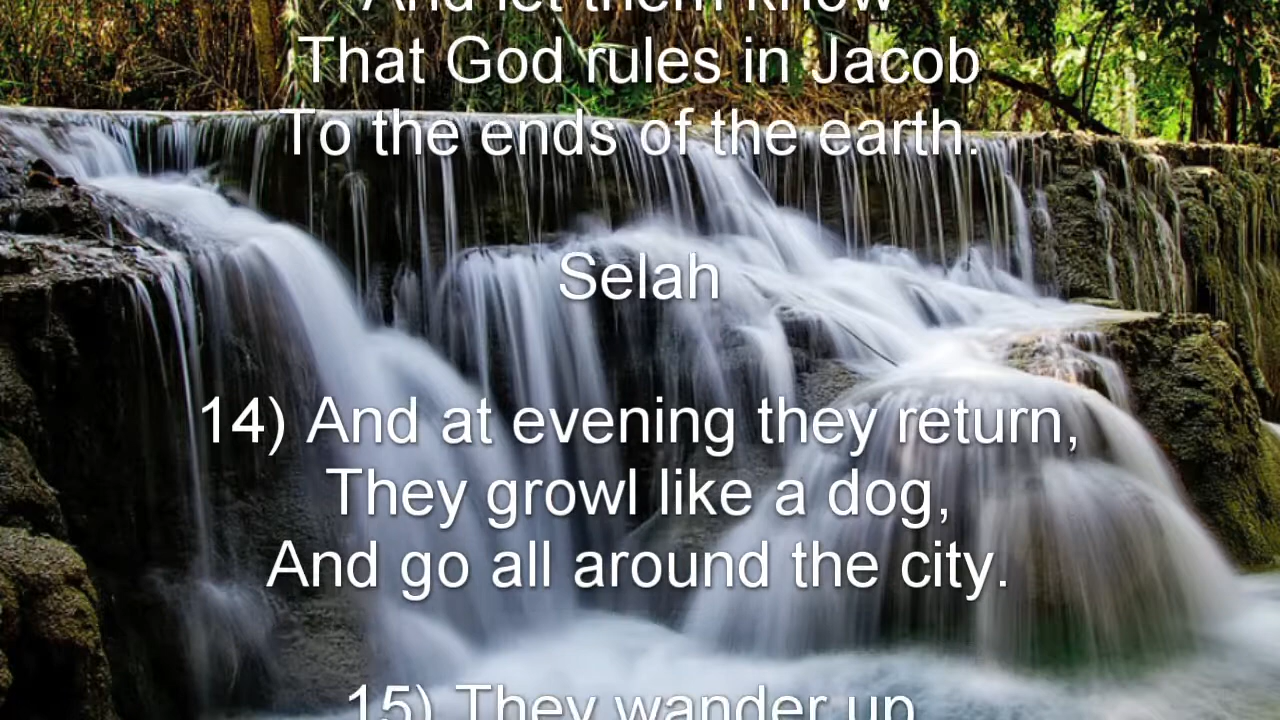 And let them know
That God rules in Jacob
To the ends of the earth.
Selah
14) And at evening they return,
They growl like a dog,
And go all around the city.
15) They wander up